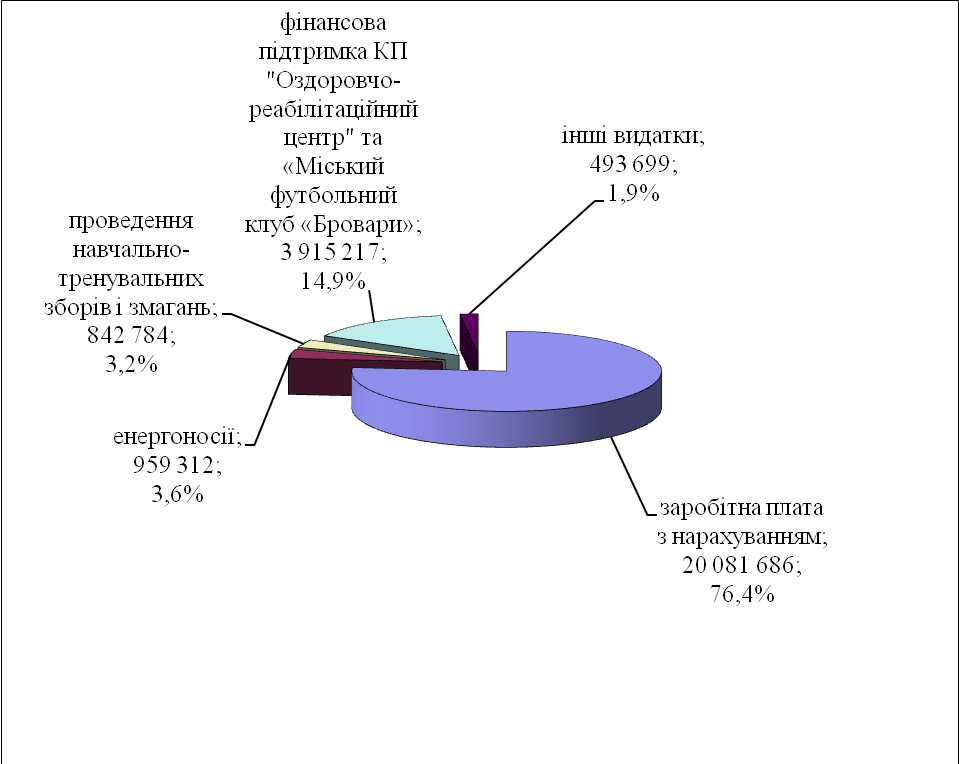 фінансова
підтримка КП
"Оздоровчо-
реабілітаційний
центр" та
«Міський
футбольний
клуб «Бровари»;
3 915 217;
14,9%
інші видатки;
493 699;
1,9%
проведення
навчально-
тренувальних
зборів і змагань;
842 784;
3,2%
енергоносії;
959 312;
3,6%
заробітна плата
з нарахуванням;
20 081 686;
76,4%